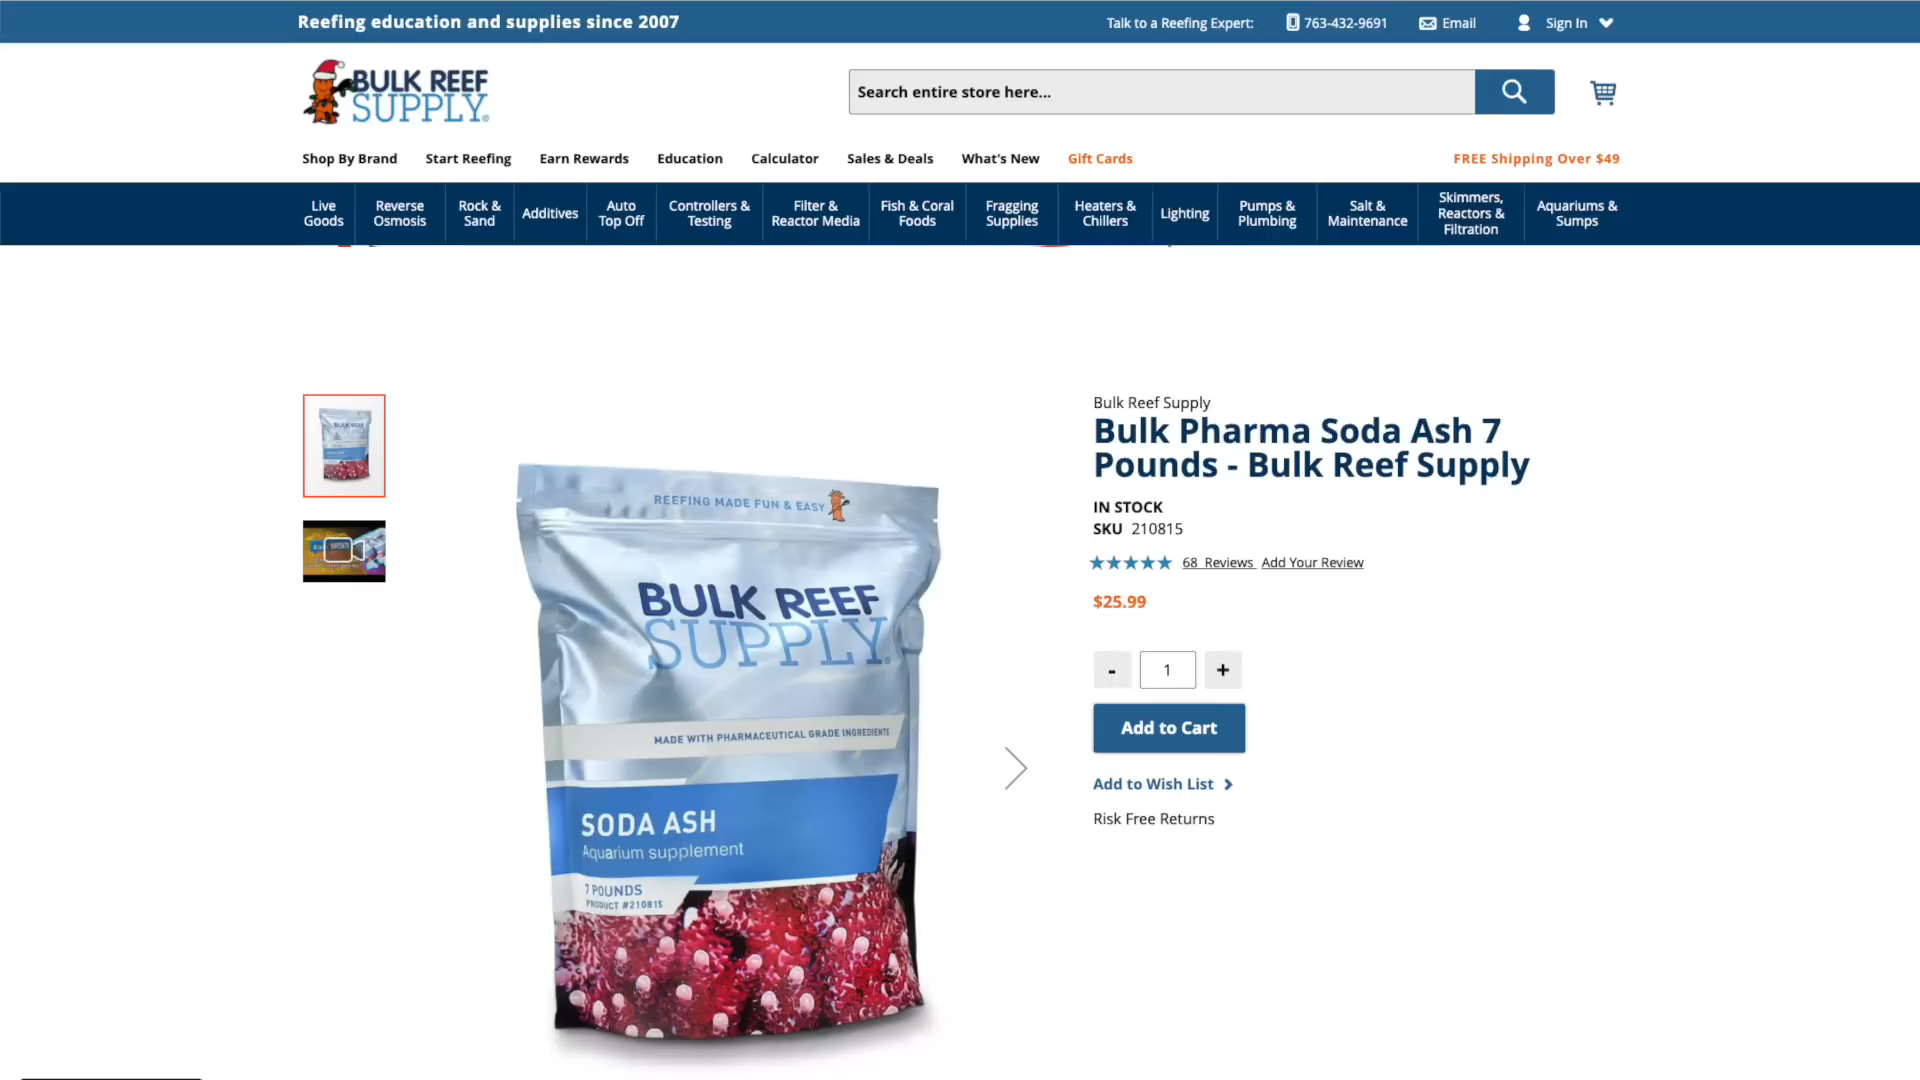 Reefing education and supplies since 2007
Talk to a Reefing Expert:
763-432-9691
Email
Sign In
BULK REEF
SUPPLY®
Search entire store here...
Shop By Brand
Start Reefing
Earn Rewards
Education
Calculator
Sales & Deals
What's New
Gift Cards
FREE Shipping Over $49
Live
Goods
Reverse
Osmosis
Rock &
Sand
Additives
Auto
Top Off
Controllers &
Testing
Filter &
Reactor Media
Fish & Coral
Foods
Fragging
Supplies
Heaters &
Chillers
Lighting
Pumps &
Plumbing
Salt &
Maintenance
Skimmers,
Reactors &
Filtration
Aquariums &
Sumps
REEFING MADE FUN & EASY
BULK REEF
SUPPLY®
MADE WITH PHARMACEUTICAL GRADE INGREDIENTS
SODA ASH
Aquarium supplement
7 POUNDS
PRODUCT #210815
Bulk Reef Supply
Bulk Pharma Soda Ash 7
Pounds - Bulk Reef Supply
IN STOCK
SKU 210815
68 Reviews Add Your Review
$25.99
- 1 +
Add to Cart
Add to Wish List
Risk Free Returns